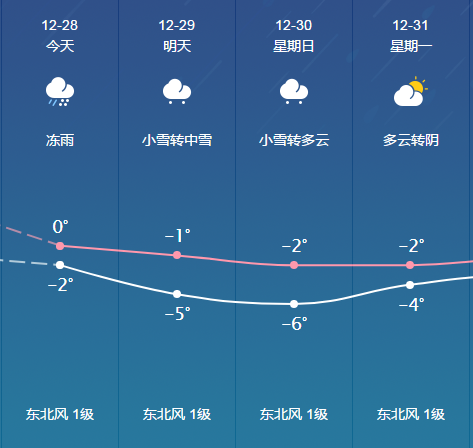 12-28 12-29 12-30 12-31
今天 明天 星期日 星期一
冻雨 小雪转中雪 小雪转多云 多云转阴
0° -1° -2° -2°
-2° -5° -6° -4°
东北风 1级 东北风 1级 东北风 1级 东北风 1级